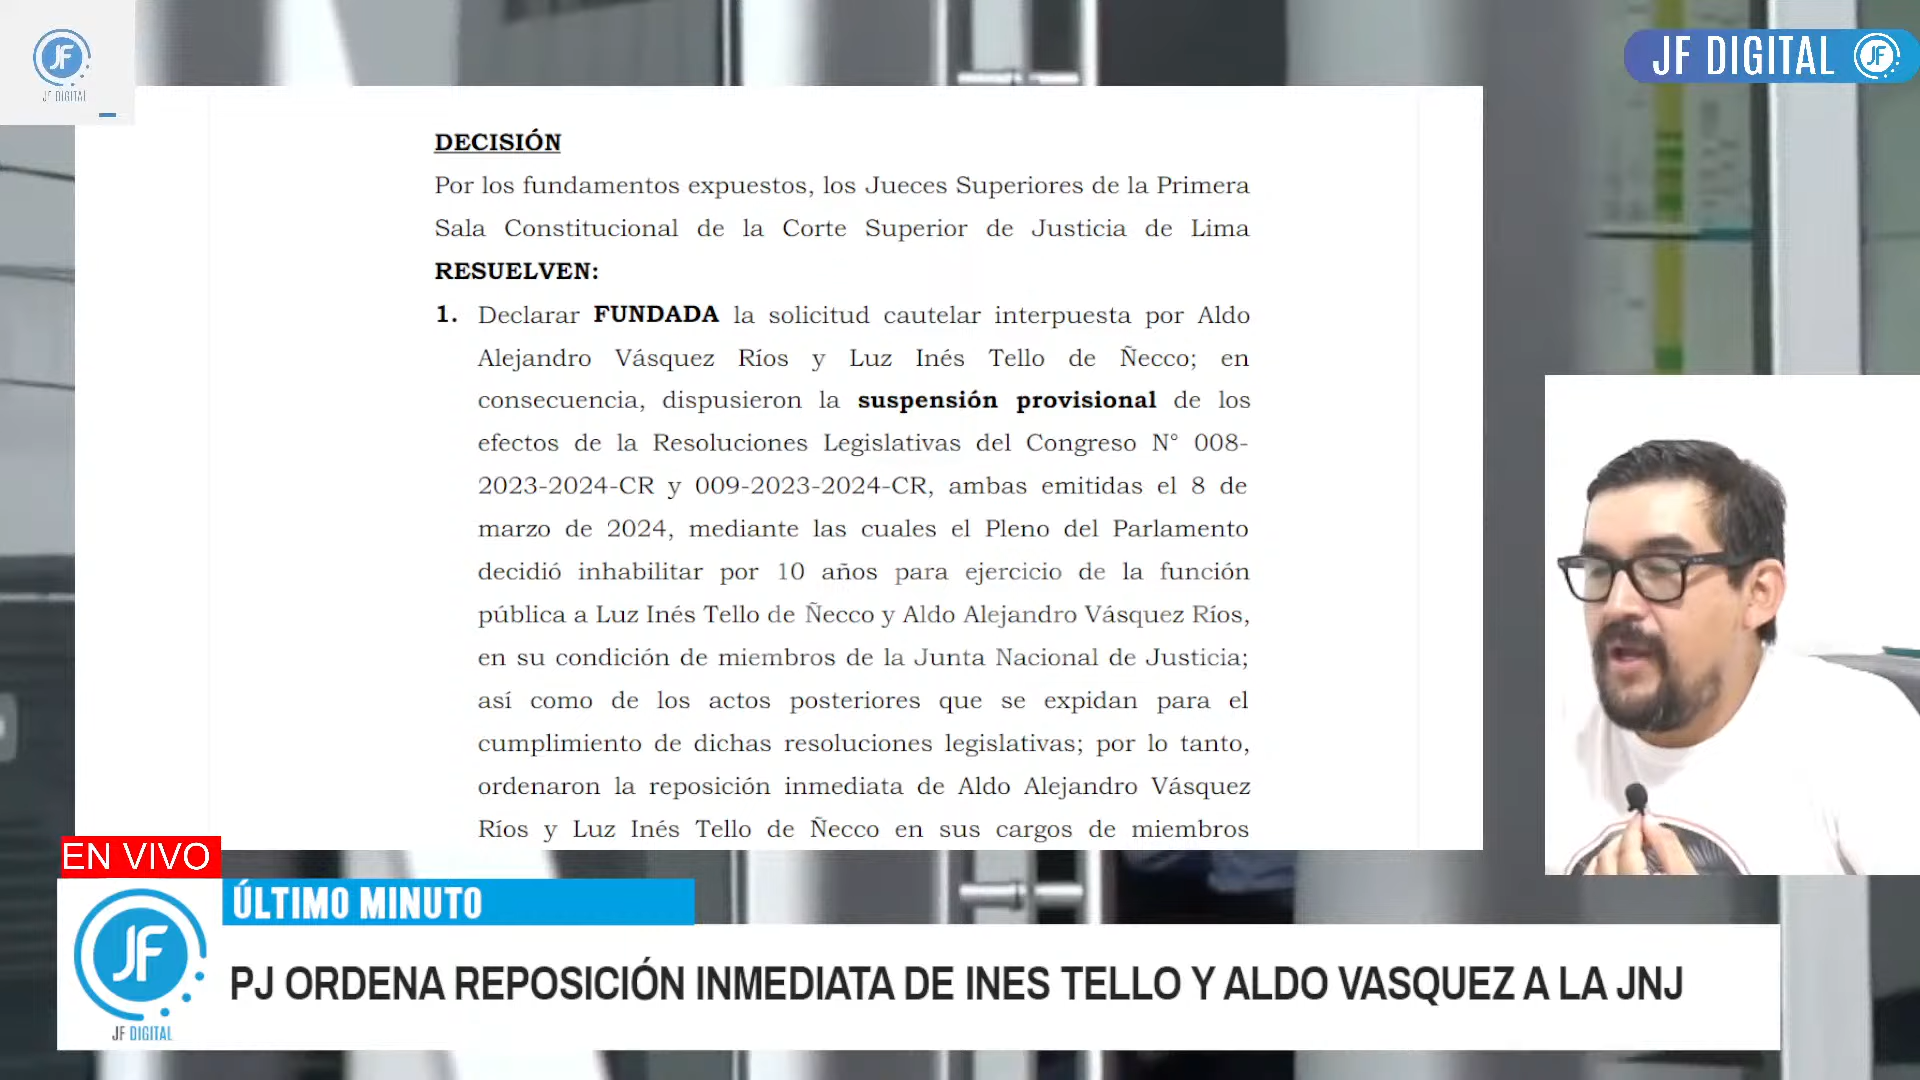 JF
JF DIGITAL
JF DIGITAL JF
DECISIÓN
Por los fundamentos expuestos, los Jueces Superiores de la Primera
Sala Constitucional de la Corte Superior de Justicia de Lima
RESUELVEN:
1. Declarar FUNDADA la solicitud cautelar interpuesta por Aldo
Alejandro Vásquez Ríos y Luz Inés Tello de Ñecco; en
consecuencia, dispusieron la suspensión provisional de los
efectos de la Resoluciones Legislativas del Congreso N° 008-
2023-2024-CR y 009-2023-2024-CR, ambas emitidas el 8 de
marzo de 2024, mediante las cuales el Pleno del Parlamento
decidió inhabilitar por 10 años para ejercicio de la función
pública a Luz Inés Tello de Ñecco y Aldo Alejandro Vásquez Ríos,
en su condición de miembros de la Junta Nacional de Justicia;
así como de los actos posteriores que se expidan para el
cumplimiento de dichas resoluciones legislativas; por lo tanto,
ordenaron la reposición inmediata de Aldo Alejandro Vásquez
Ríos y Luz Inés Tello de Ñecco en sus cargos de miembros
EN VIVO
ÚLTIMO MINUTO
JF
JF DIGITAL
PJ ORDENA REPOSICIÓN INMEDIATA DE INES TELLO Y ALDO VASQUEZ A LA JNJ